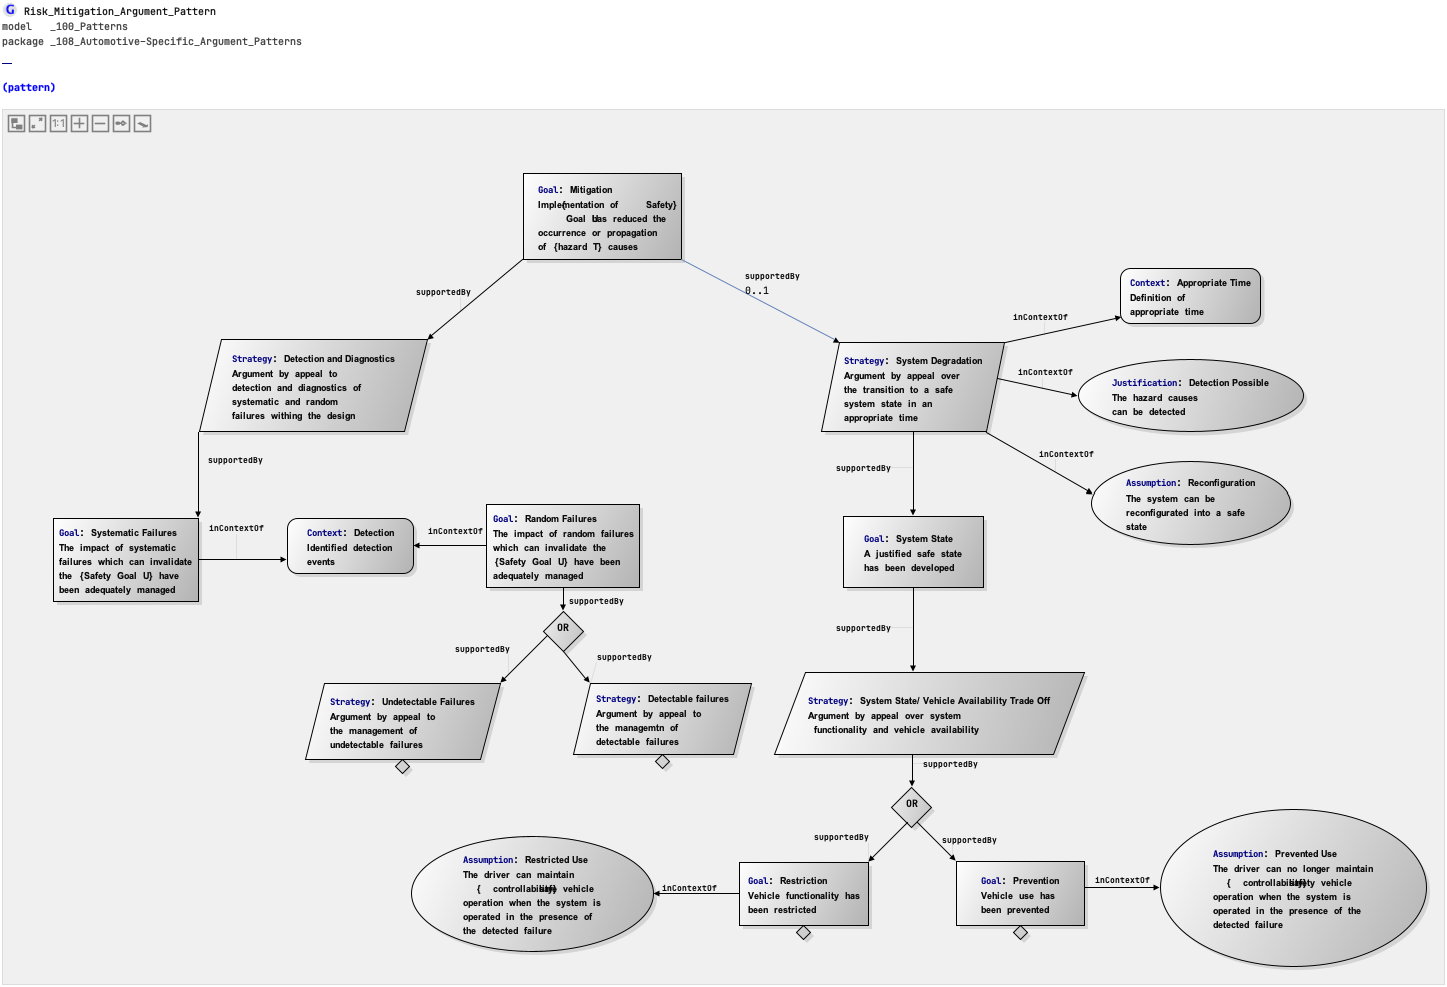 G Risk_Mitigation_Argument_Pattern
model _100_Patterns
package _108_Automotive-Specific_Argument_Patterns
(pattern)
1:1
Goal: Mitigation
Implementation of {Safety
Goal U} has reduced the
occurrence or propagation
of {hazard T} causes
supportedBy
supportedBy
0..1
Context: Appropriate Time
Definition of
appropriate time
inContextOf
Strategy: Detection and Diagnostics
Argument by appeal to
detection and diagnostics of
systematic and random
failures withing the design
Strategy: System Degradation
Argument by appeal over
the transition to a safe
system state in an
appropriate time
inContextOf
Justification: Detection Possible
The hazard causes
can be detected
supportedBy
supportedBy
inContextOf
Assumption: Reconfiguration
The system can be
reconfigurated into a safe
state
Goal: Systematic Failures
The impact of systematic
failures which can invalidate
the {Safety Goal U} have
been adequately managed
inContextOf
Context: Detection
Identified detection
events
inContextOf
Goal: Random Failures
The impact of random failures
which can invalidate the
{Safety Goal U} have been
adequately managed
Goal: System State
A justified safe state
has been developed
supportedBy
OR
supportedBy
supportedBy
supportedBy
Strategy: Undetectable Failures
Argument by appeal to
the management of
undetectable failures
Strategy: Detectable failures
Argument by appeal to
the managemtn of
detectable failures
Strategy: System State/ Vehicle Availability Trade Off
Argument by appeal over system
functionality and vehicle availability
supportedBy
OR
supportedBy
supportedBy
Assumption: Restricted Use
The driver can maintain
{ vehicle
operation when the system is
operated in the presence of
the detected failure
inContextOf
Goal: Restriction
Vehicle functionality has
been restricted
Goal: Prevention
Vehicle use has
been prevented
inContextOf
Assumption: Prevented Use
The driver can no longer maintain
{ vehicle
operation when the system is
operated in the presence of the
detected failure